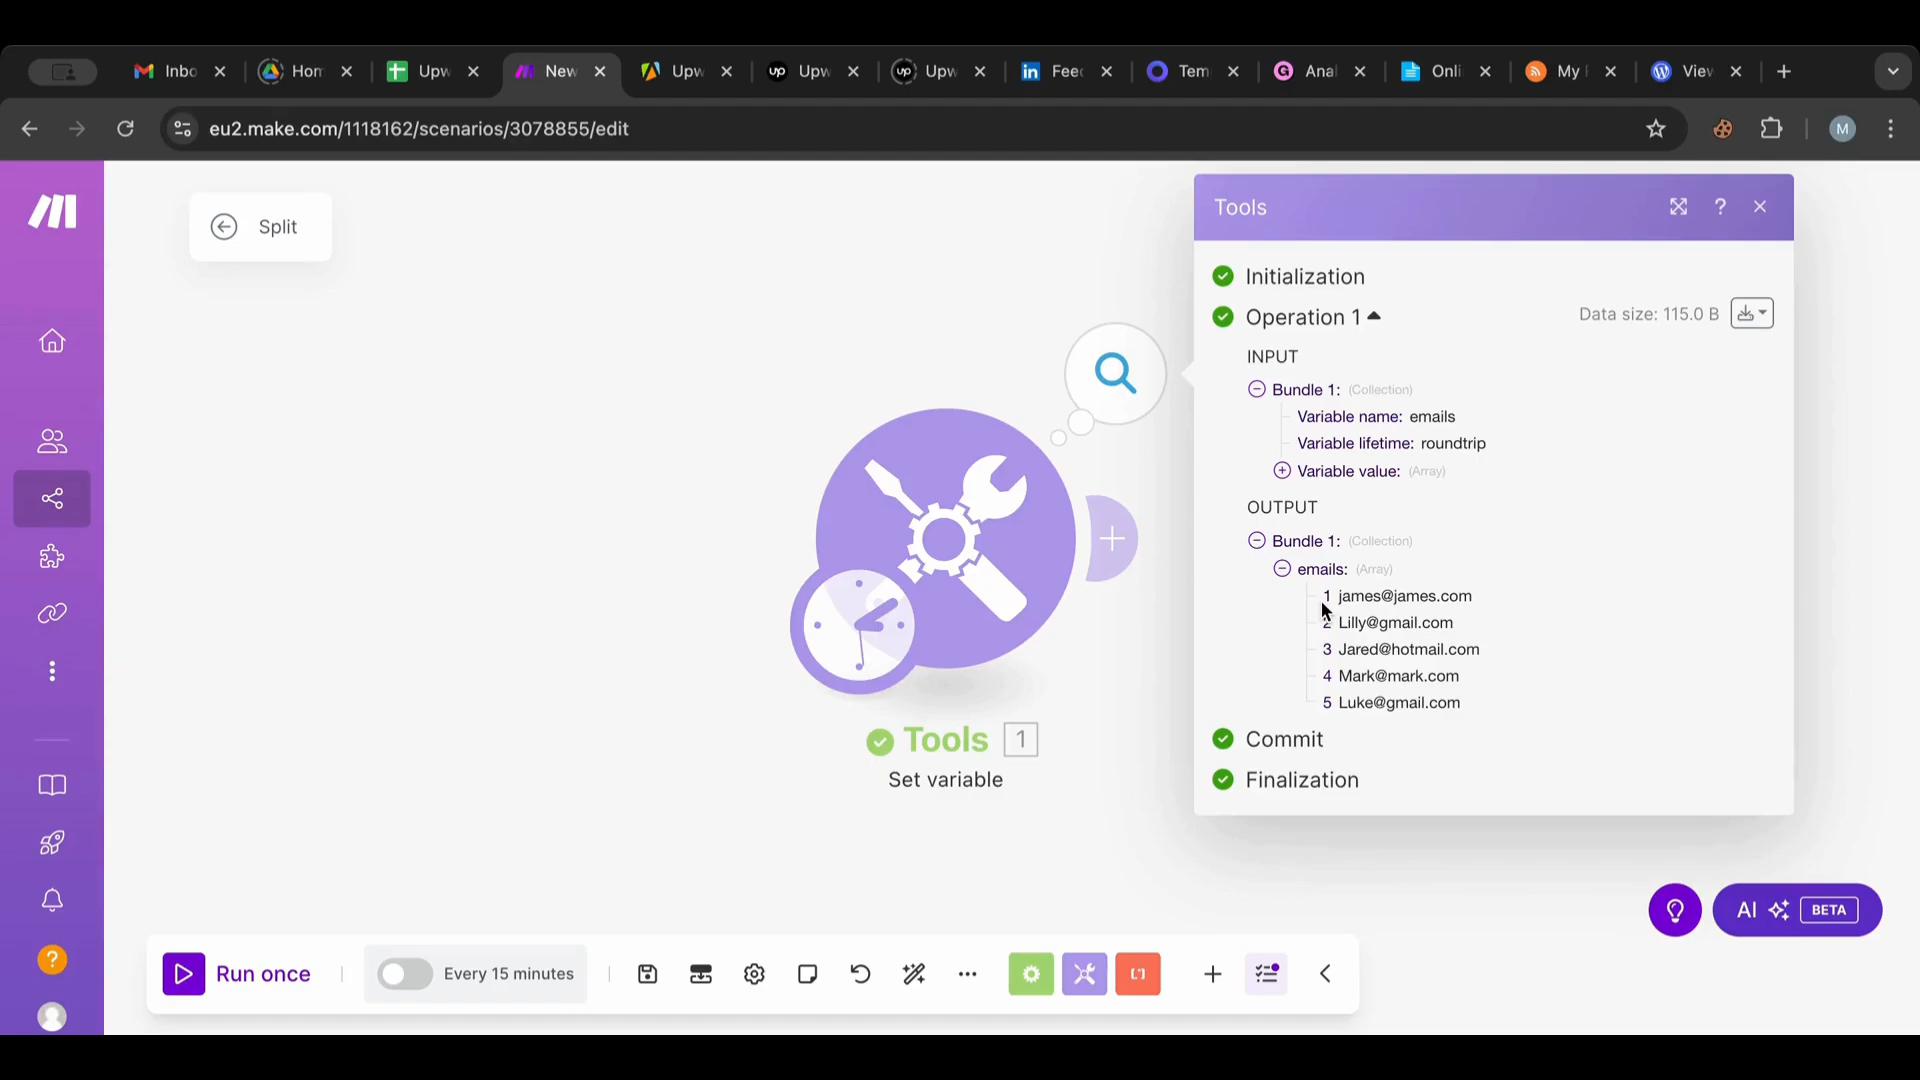 Inbo
Hom
Upw
New
Upw
Upw
Upw
Feed
Tem
Anal
Onli
My
View
eu2.make.com/1118162/scenarios/3078855/edit
M
Split
Tools
Initialization
Operation 1
Data size: 115.0 B
INPUT
Bundle 1: (Collection)
Variable name: emails
Variable lifetime: roundtrip
Variable value: (Array)
OUTPUT
Bundle 1: (Collection)
emails: (Array)
1 james@james.com
2 Lilly@gmail.com
3 Jared@hotmail.com
4 Mark@mark.com
5 Luke@gmail.com
Commit
Finalization
Tools 1
Set variable
AI BETA
Run once
Every 15 minutes